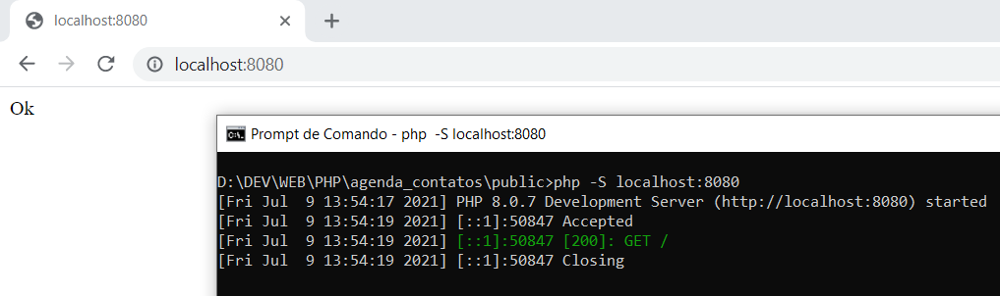 localhost:8080
localhost:8080
Ok
Prompt de Comando - php  -S localhost:8080
D:\DEV\WEB\PHP\agenda_contatos\public>php -S localhost:8080
[Fri Jul  9 13:54:17 2021] PHP 8.0.7 Development Server (http://localhost:8080) started
[Fri Jul  9 13:54:19 2021] [::1]:50847 Accepted
[Fri Jul  9 13:54:19 2021] [::1]:50847 [200]: GET /
[Fri Jul  9 13:54:19 2021] [::1]:50847 Closing